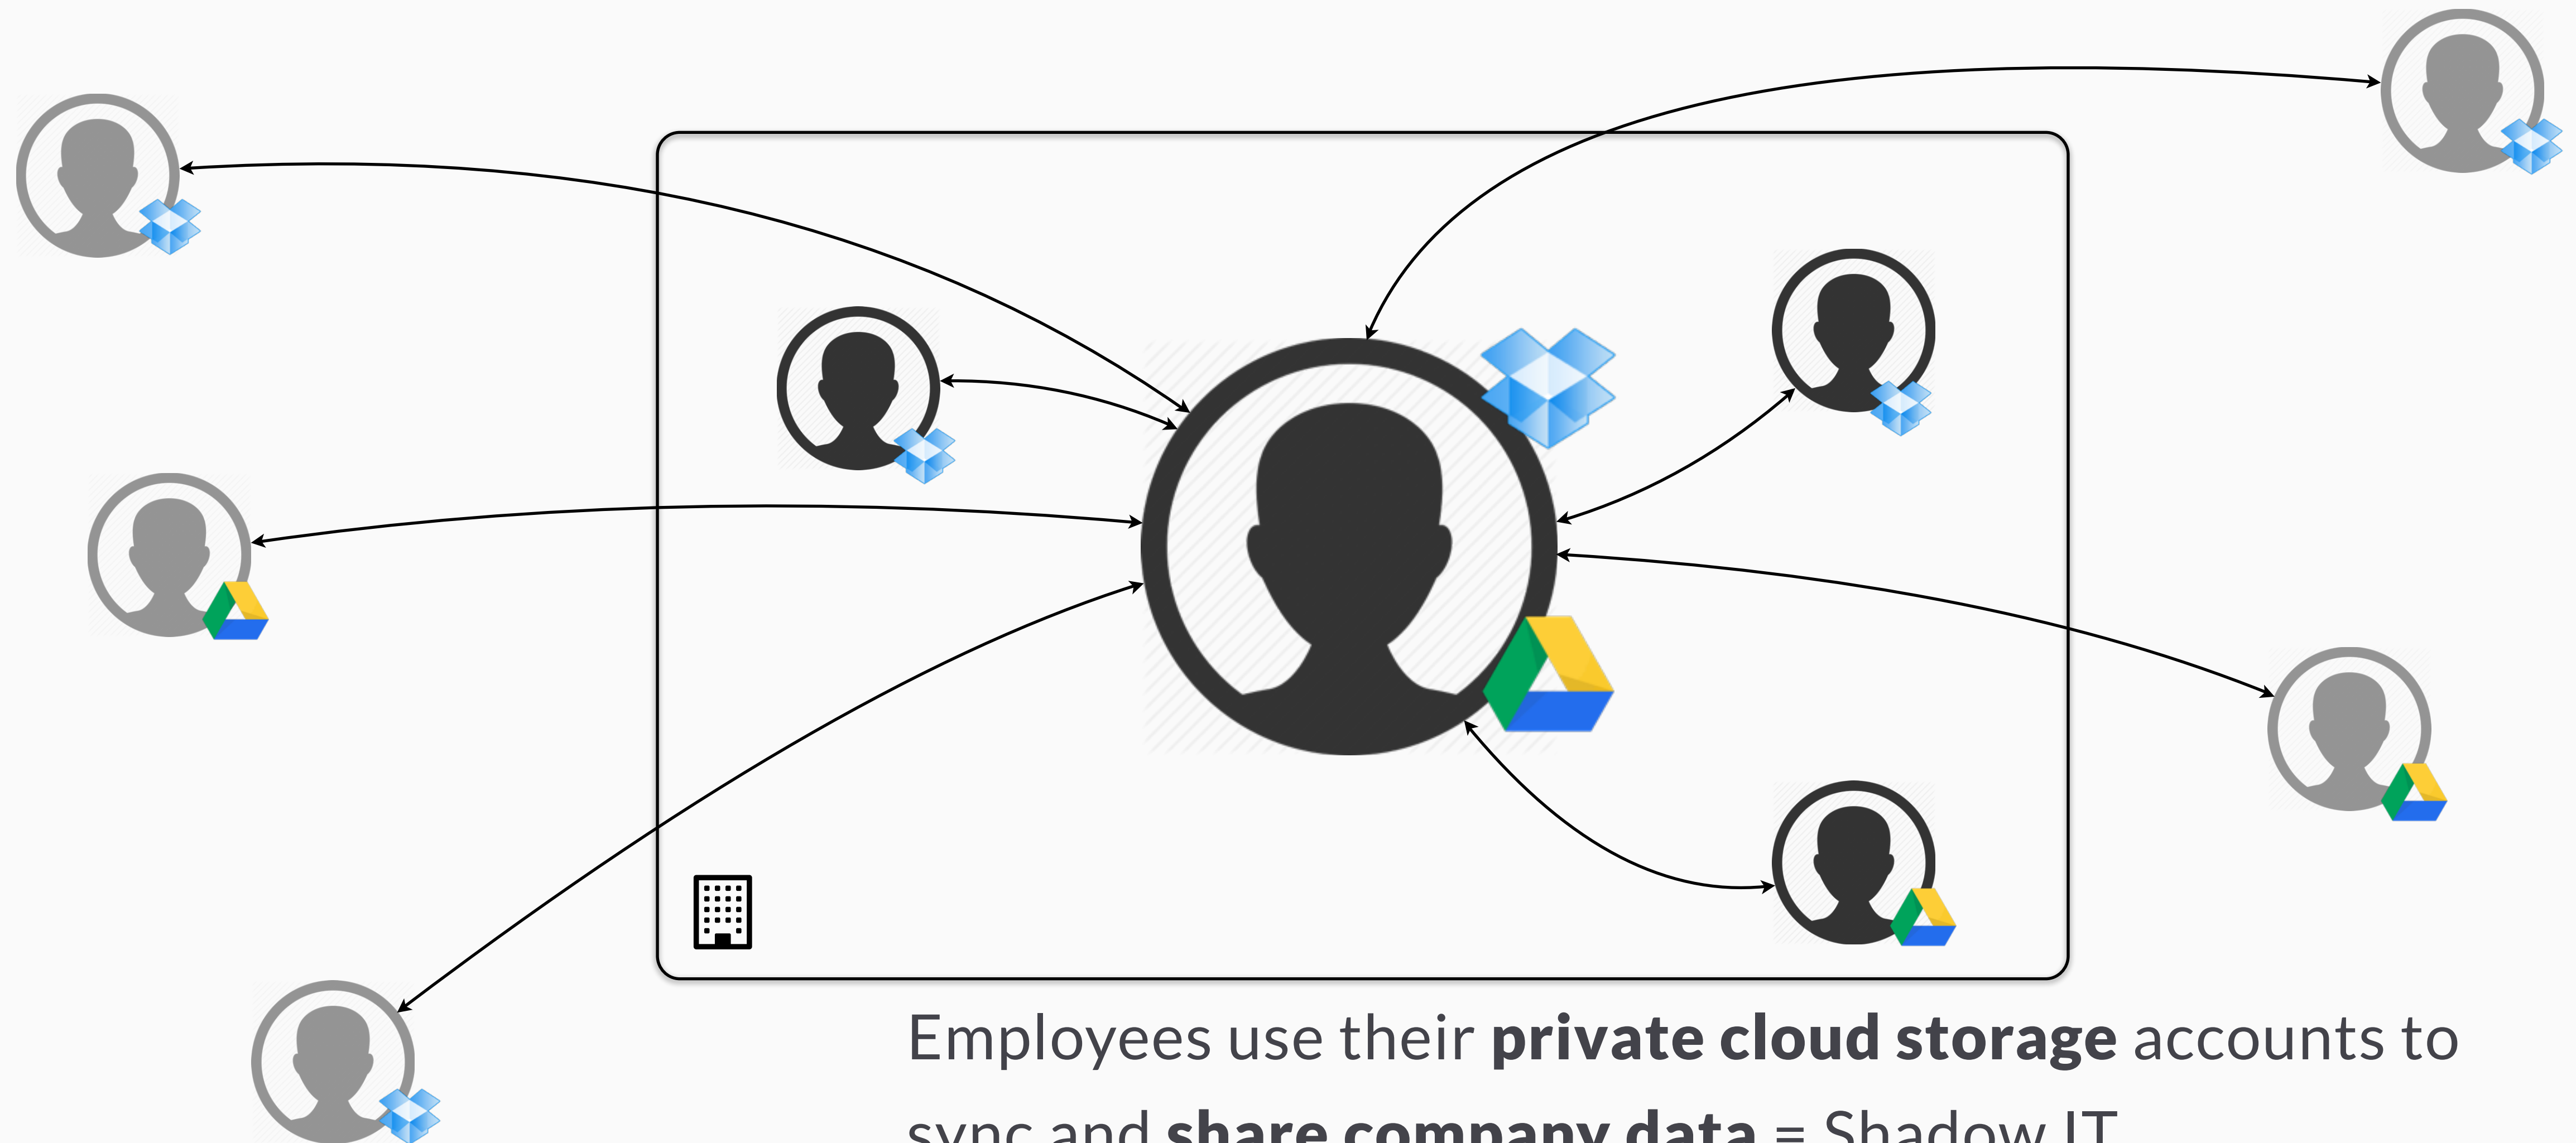 Employees use their private cloud storage accounts to
sync and share company data = Shadow IT